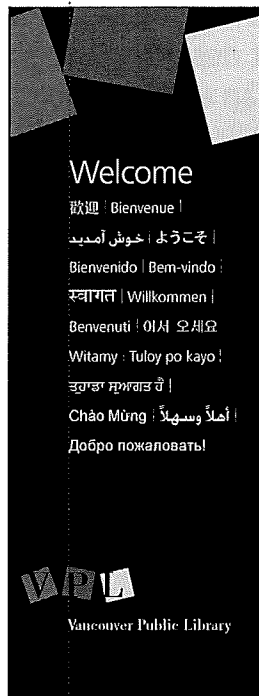 Welcome
歡迎 | Bienvenue |
خوش آمدید | ようこそ |
Bienvenido | Bem-vindo |
स्वागत | Willkommen |
Benvenuti | 어서 오세요
Witamy | Tuloy po kayo |
ਤੁਹਾਡਾ ਸੁਆਗਤ ਹੈ |
Chào Mừng | أهلاً وسهلاً |
Добро пожаловать!
VPL
Vancouver Public Library